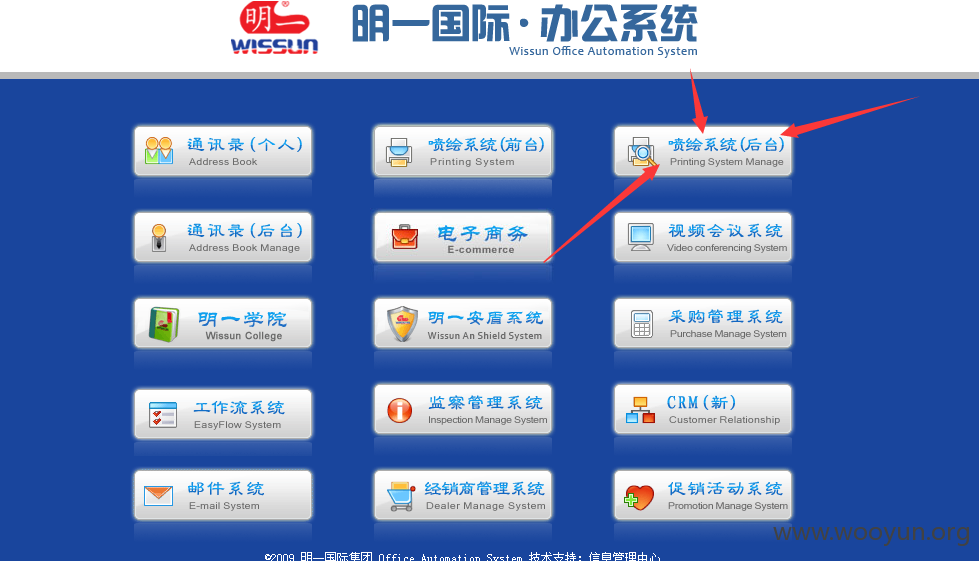 明一
WISSUN
明一国际·办公系统
Wissun Office Automation System
通讯录(个人)
Address Book
喷绘系统(前台)
Printing System
喷绘系统(后台)
Printing System Manage
通讯录(后台)
Address Book Manage
电子商务
E-commerce
视频会议系统
Video conferencing System
明一学院
Wissun College
明一安盾系统
Wissun An Shield System
采购管理系统
Purchase Manage System
工作流系统
EasyFlow System
监察管理系统
Inspection Manage System
CRM(新)
Customer Relationship
邮件系统
E-mail System
经销商管理系统
Dealer Manage System
促销活动系统
Promotion Manage System
www.wooyun.org
©2009 明一国际集团 Office Automation System 技术支持：信息管理中心